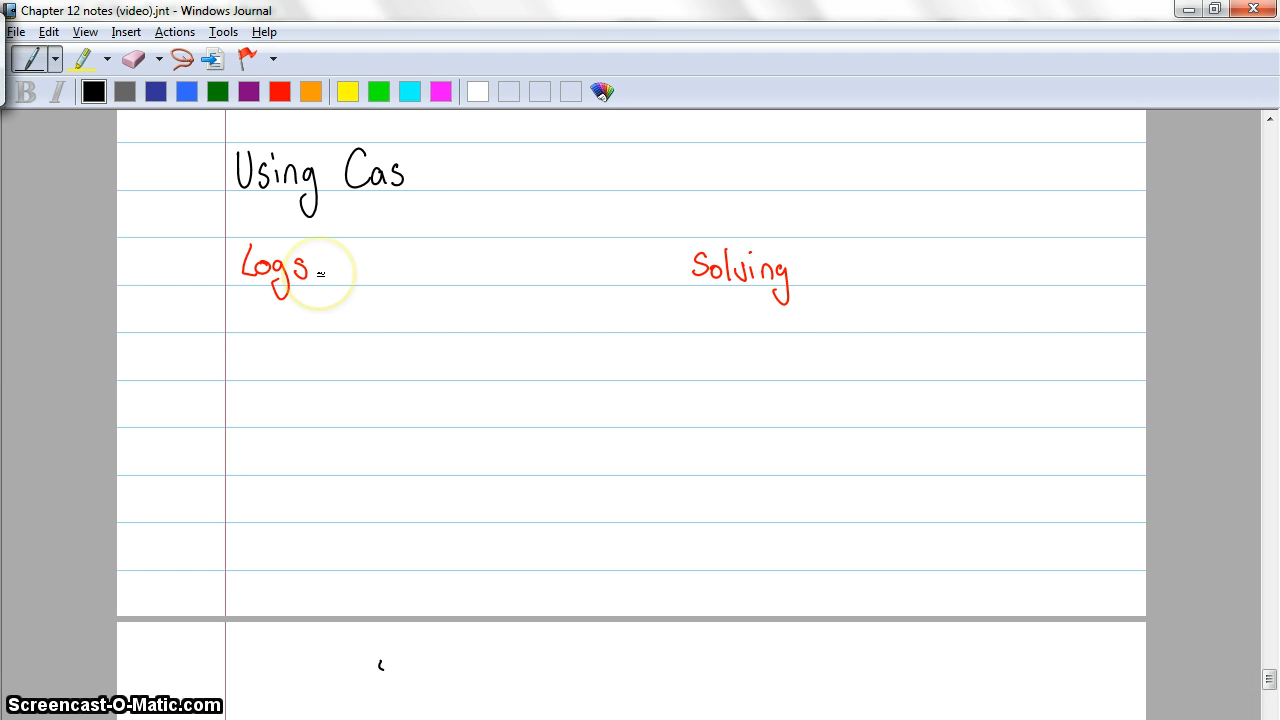 Chapter 12 notes (video).jnt - Windows Journal
File Edit View Insert Actions Tools Help
B I
Using Cas
Logs Solving
Screencast-O-Matic.com